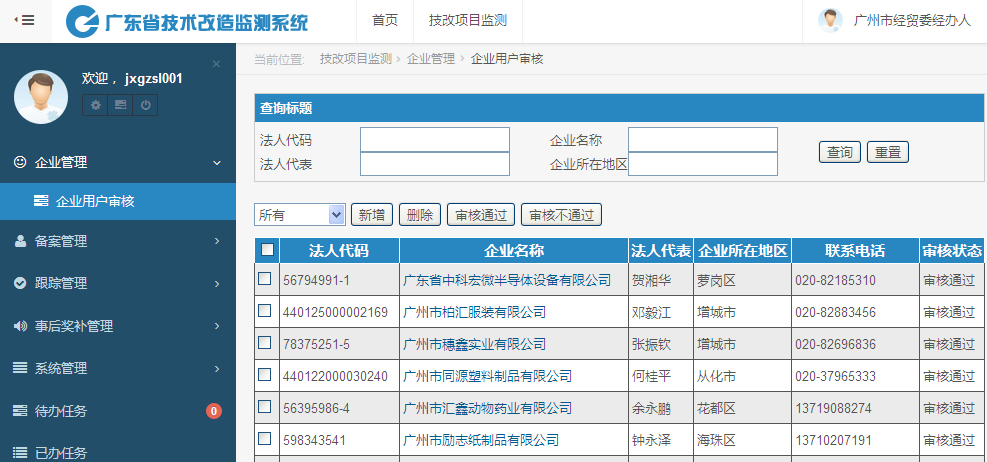 广东省技术改造监测系统 首页 技改项目监测 广州市经贸委经办人
欢迎， jxgzsl001
企业管理
企业用户审核
备案管理
跟踪管理
事后奖补管理
系统管理
待办任务 0
已办任务
当前位置: 技改项目监测 企业管理 企业用户审核
查询标题
法人代码 企业名称
法人代表 企业所在地区
查询 重置
所有 新增 删除 审核通过 审核不通过
法人代码 企业名称 法人代表 企业所在地区 联系电话 审核状态
56794991-1 广东省中科宏微半导体设备有限公司 贺湘华 萝岗区 020-82185310 审核通过
440125000002169 广州市柏汇服装有限公司 邓毅江 增城市 020-82883456 审核通过
78375251-5 广州市穗鑫实业有限公司 张振钦 增城市 020-82696836 审核通过
440122000030240 广州市同源塑料制品有限公司 何桂平 从化市 020-37965333 审核通过
56395986-4 广州市汇鑫动物药业有限公司 余永鹏 花都区 13719088274 审核通过
598343541 广州市励志纸制品有限公司 钟永泽 海珠区 13710207191 审核通过